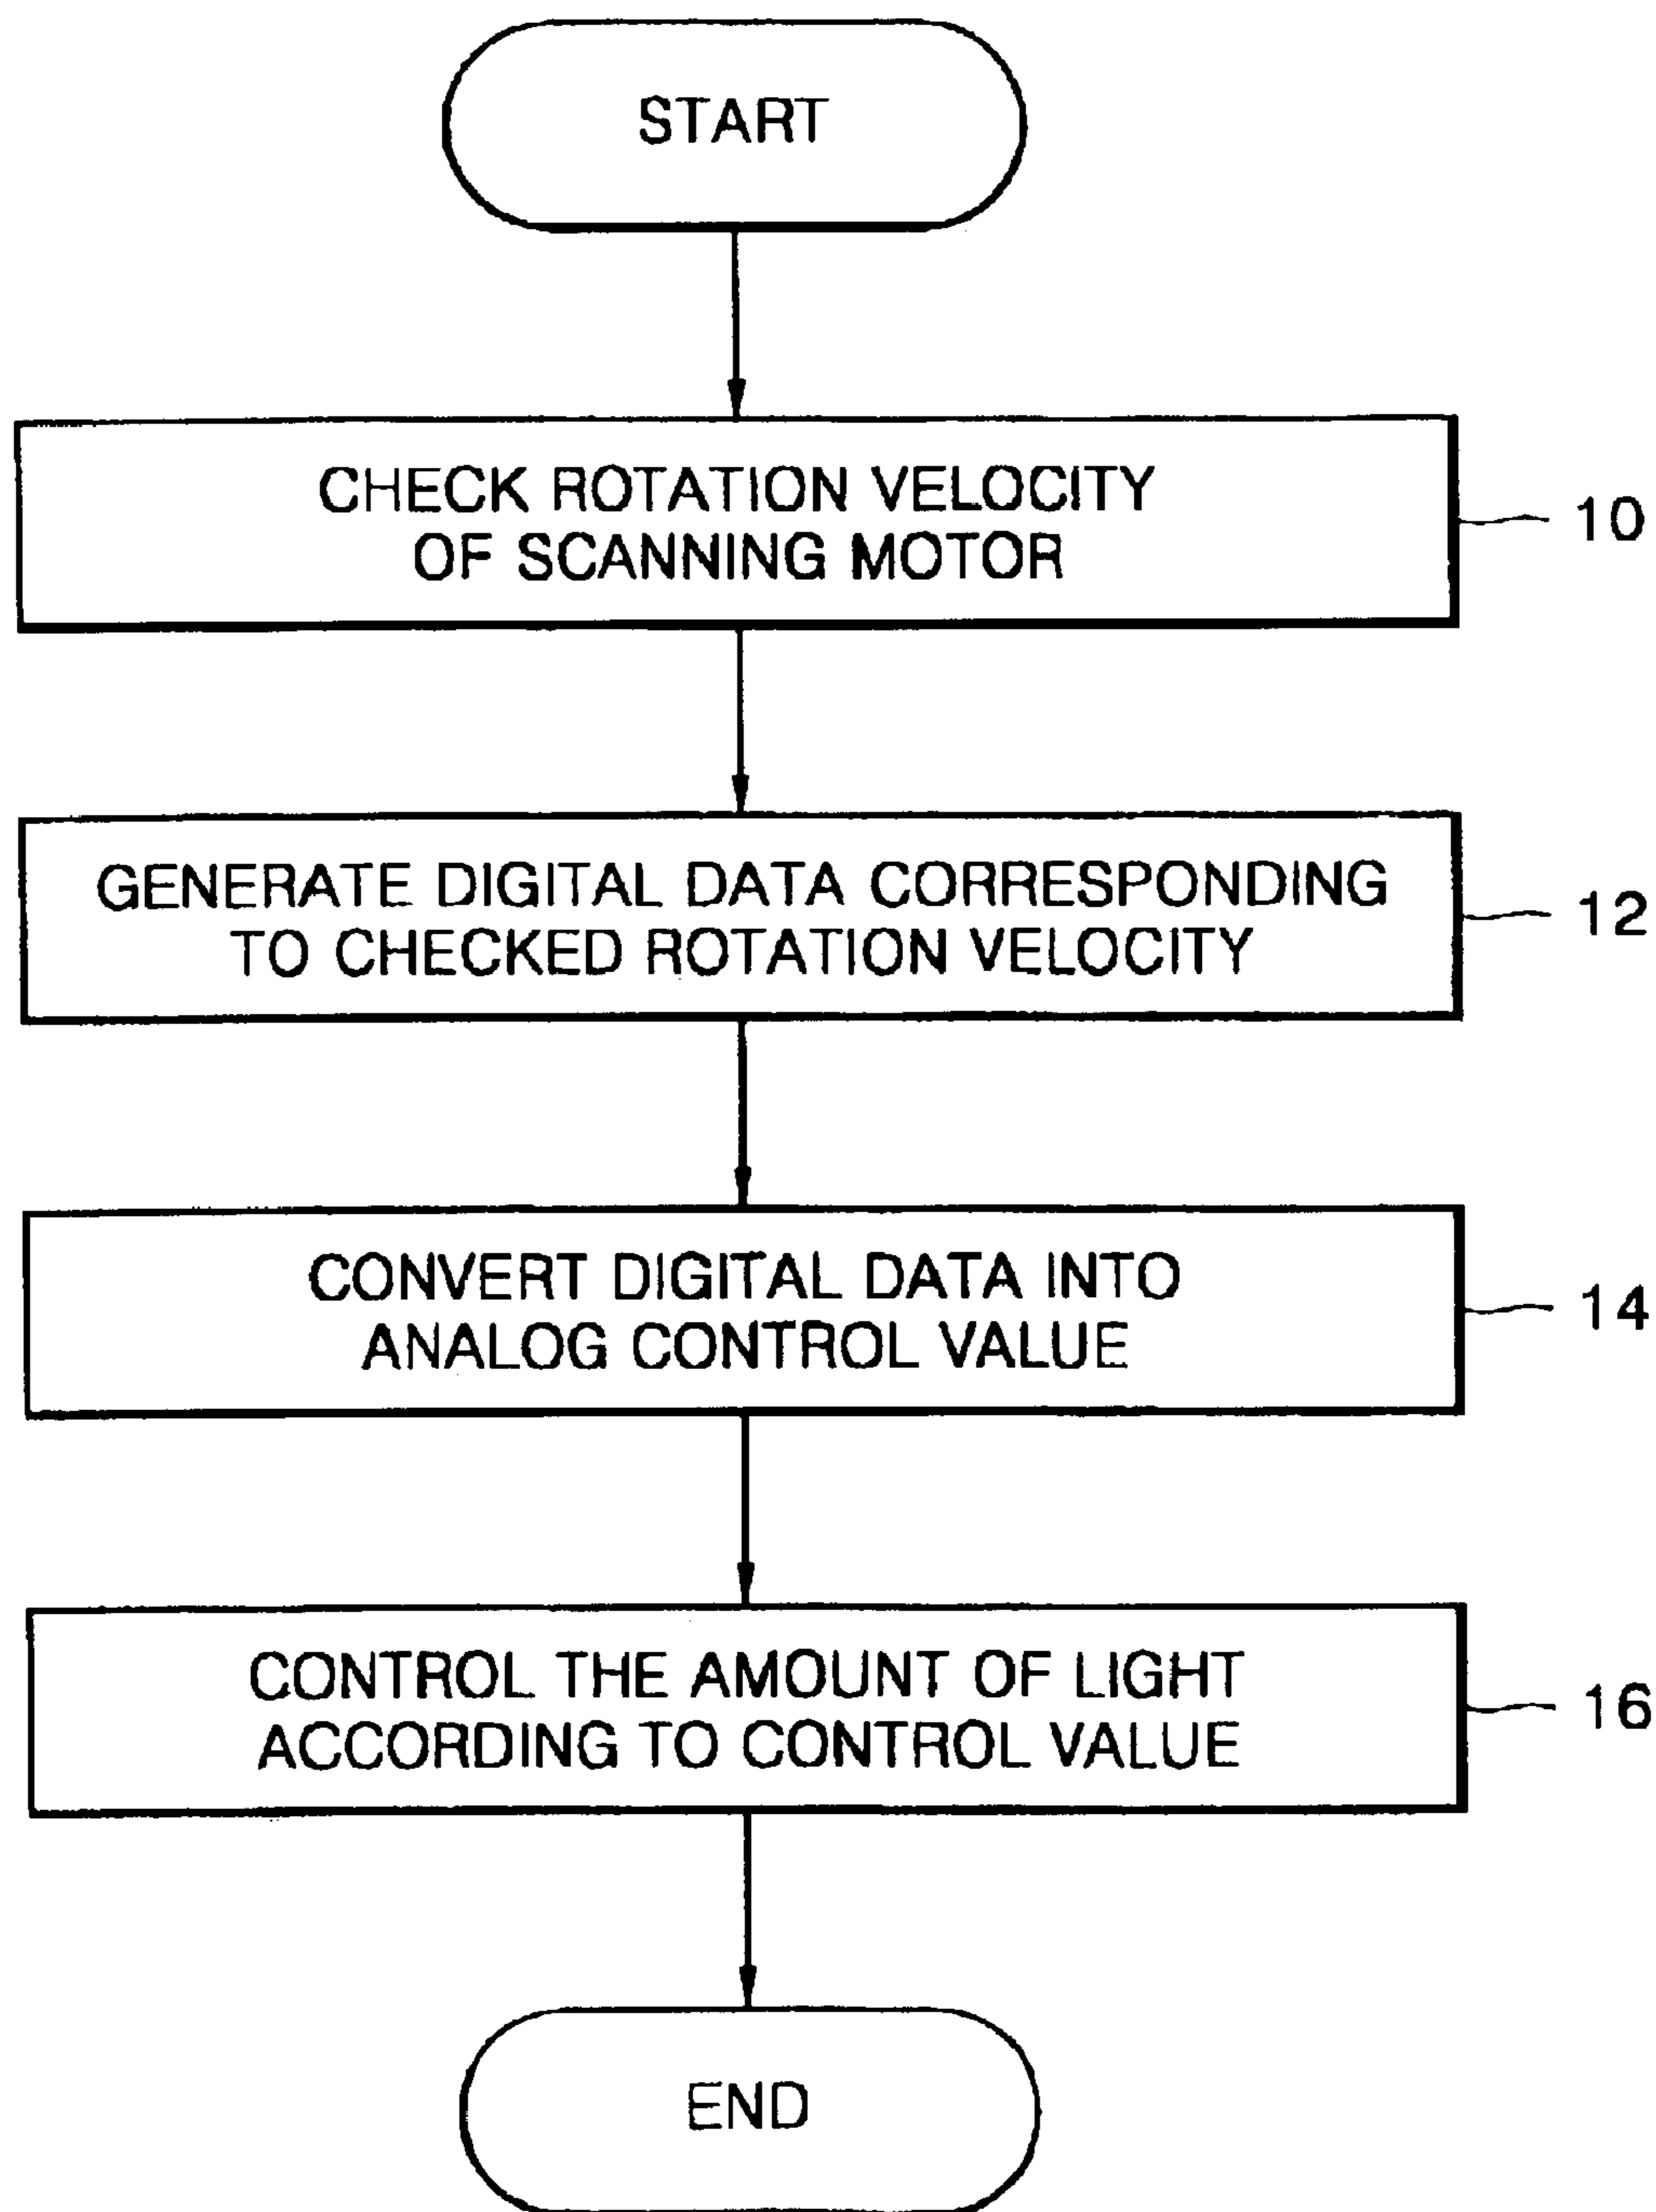 START
CHECK ROTATION VELOCITY
OF SCANNING MOTOR
10
GENERATE DIGITAL DATA CORRESPONDING
TO CHECKED ROTATION VELOCITY
12
CONVERT DIGITAL DATA INTO
ANALOG CONTROL VALUE
14
CONTROL THE AMOUNT OF LIGHT
ACCORDING TO CONTROL VALUE
16
END